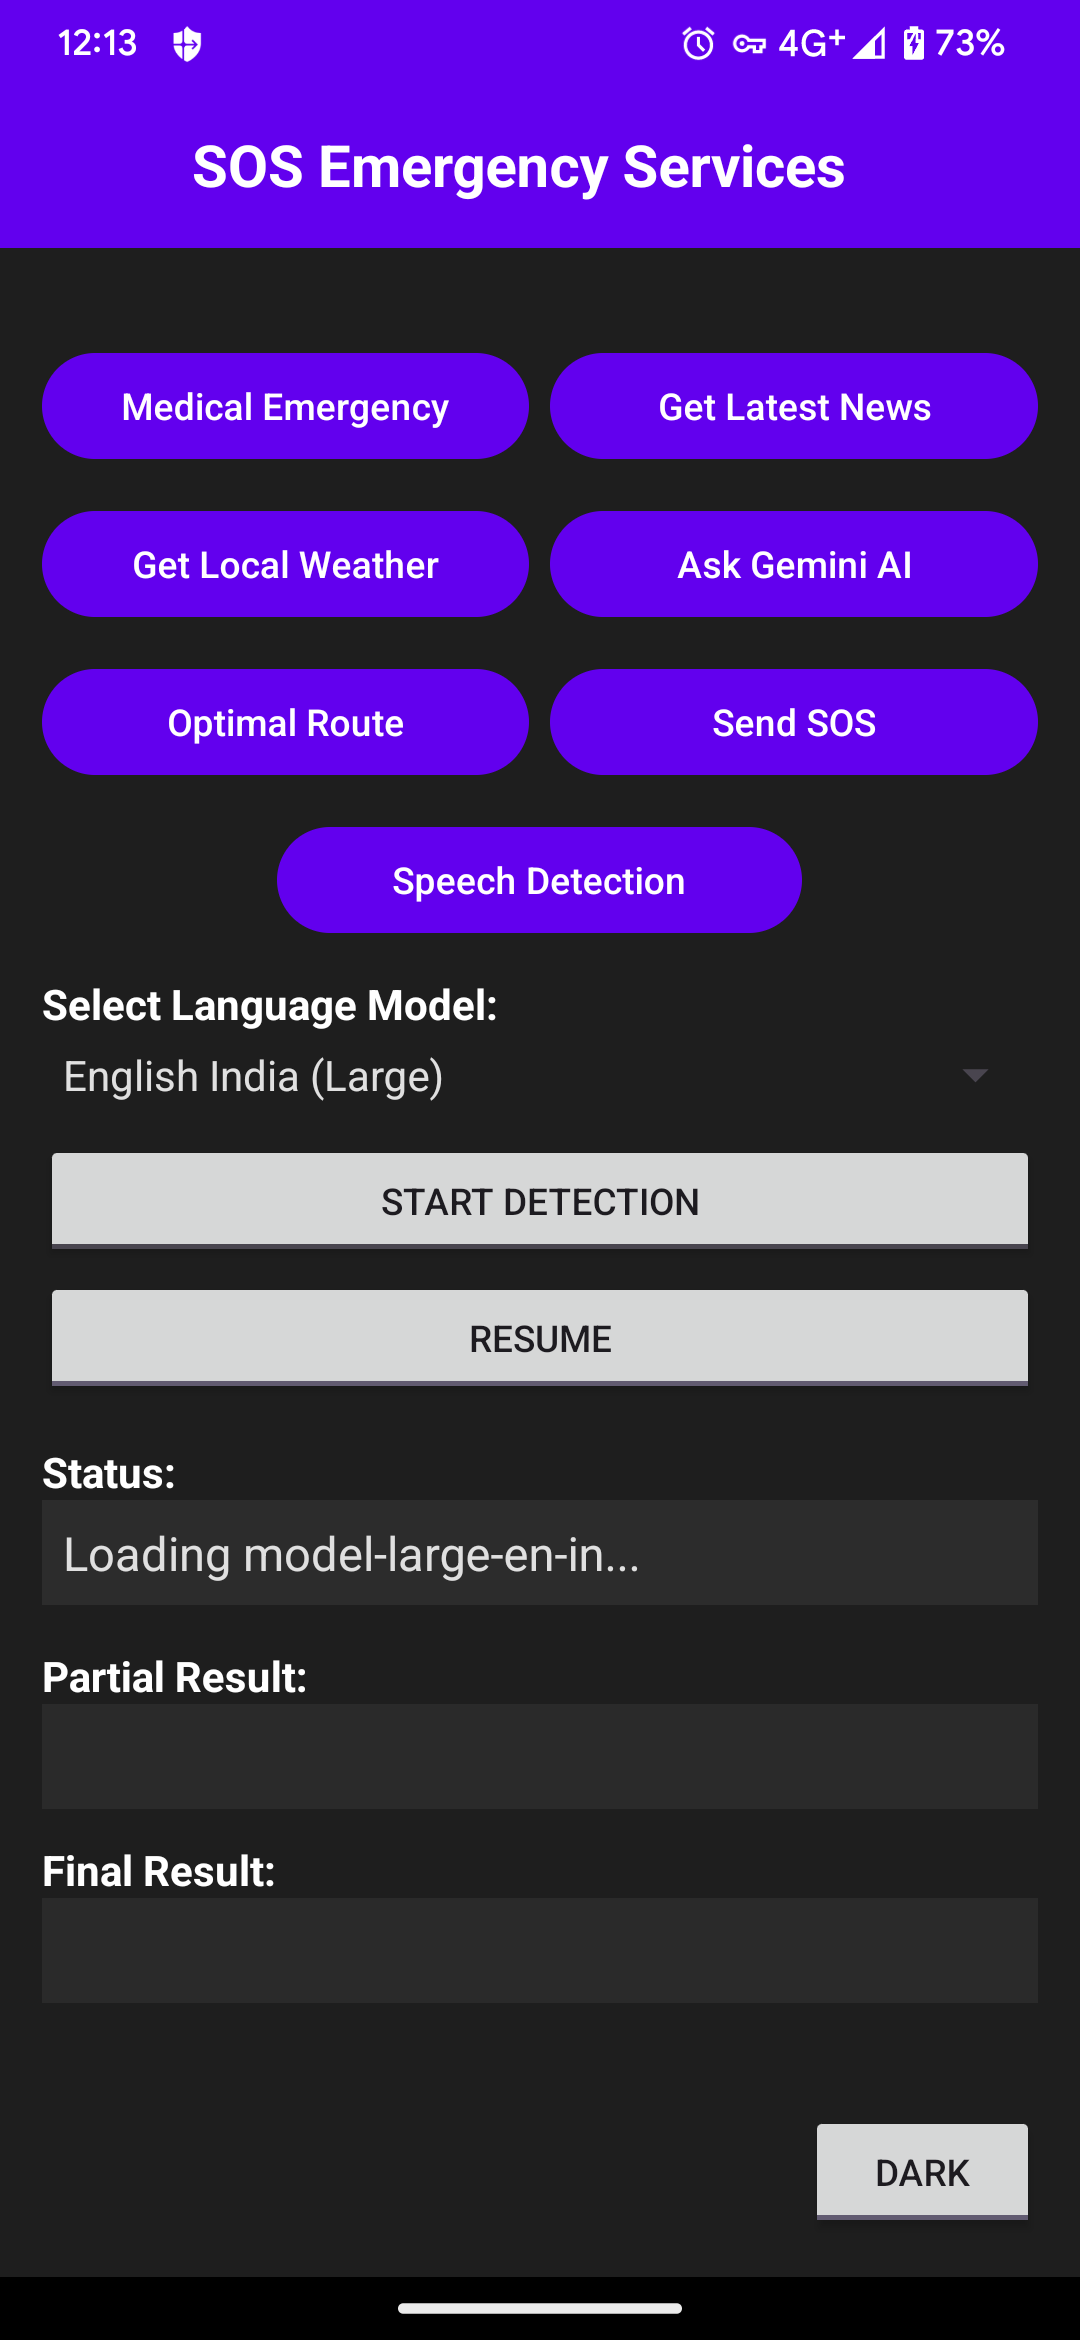 12:13 4G+ 73%
SOS Emergency Services
Medical Emergency Get Latest News
Get Local Weather Ask Gemini AI
Optimal Route Send SOS
Speech Detection
Select Language Model:
English India (Large)
START DETECTION
RESUME
Status:
Loading model-large-en-in...
Partial Result:
Final Result:
DARK